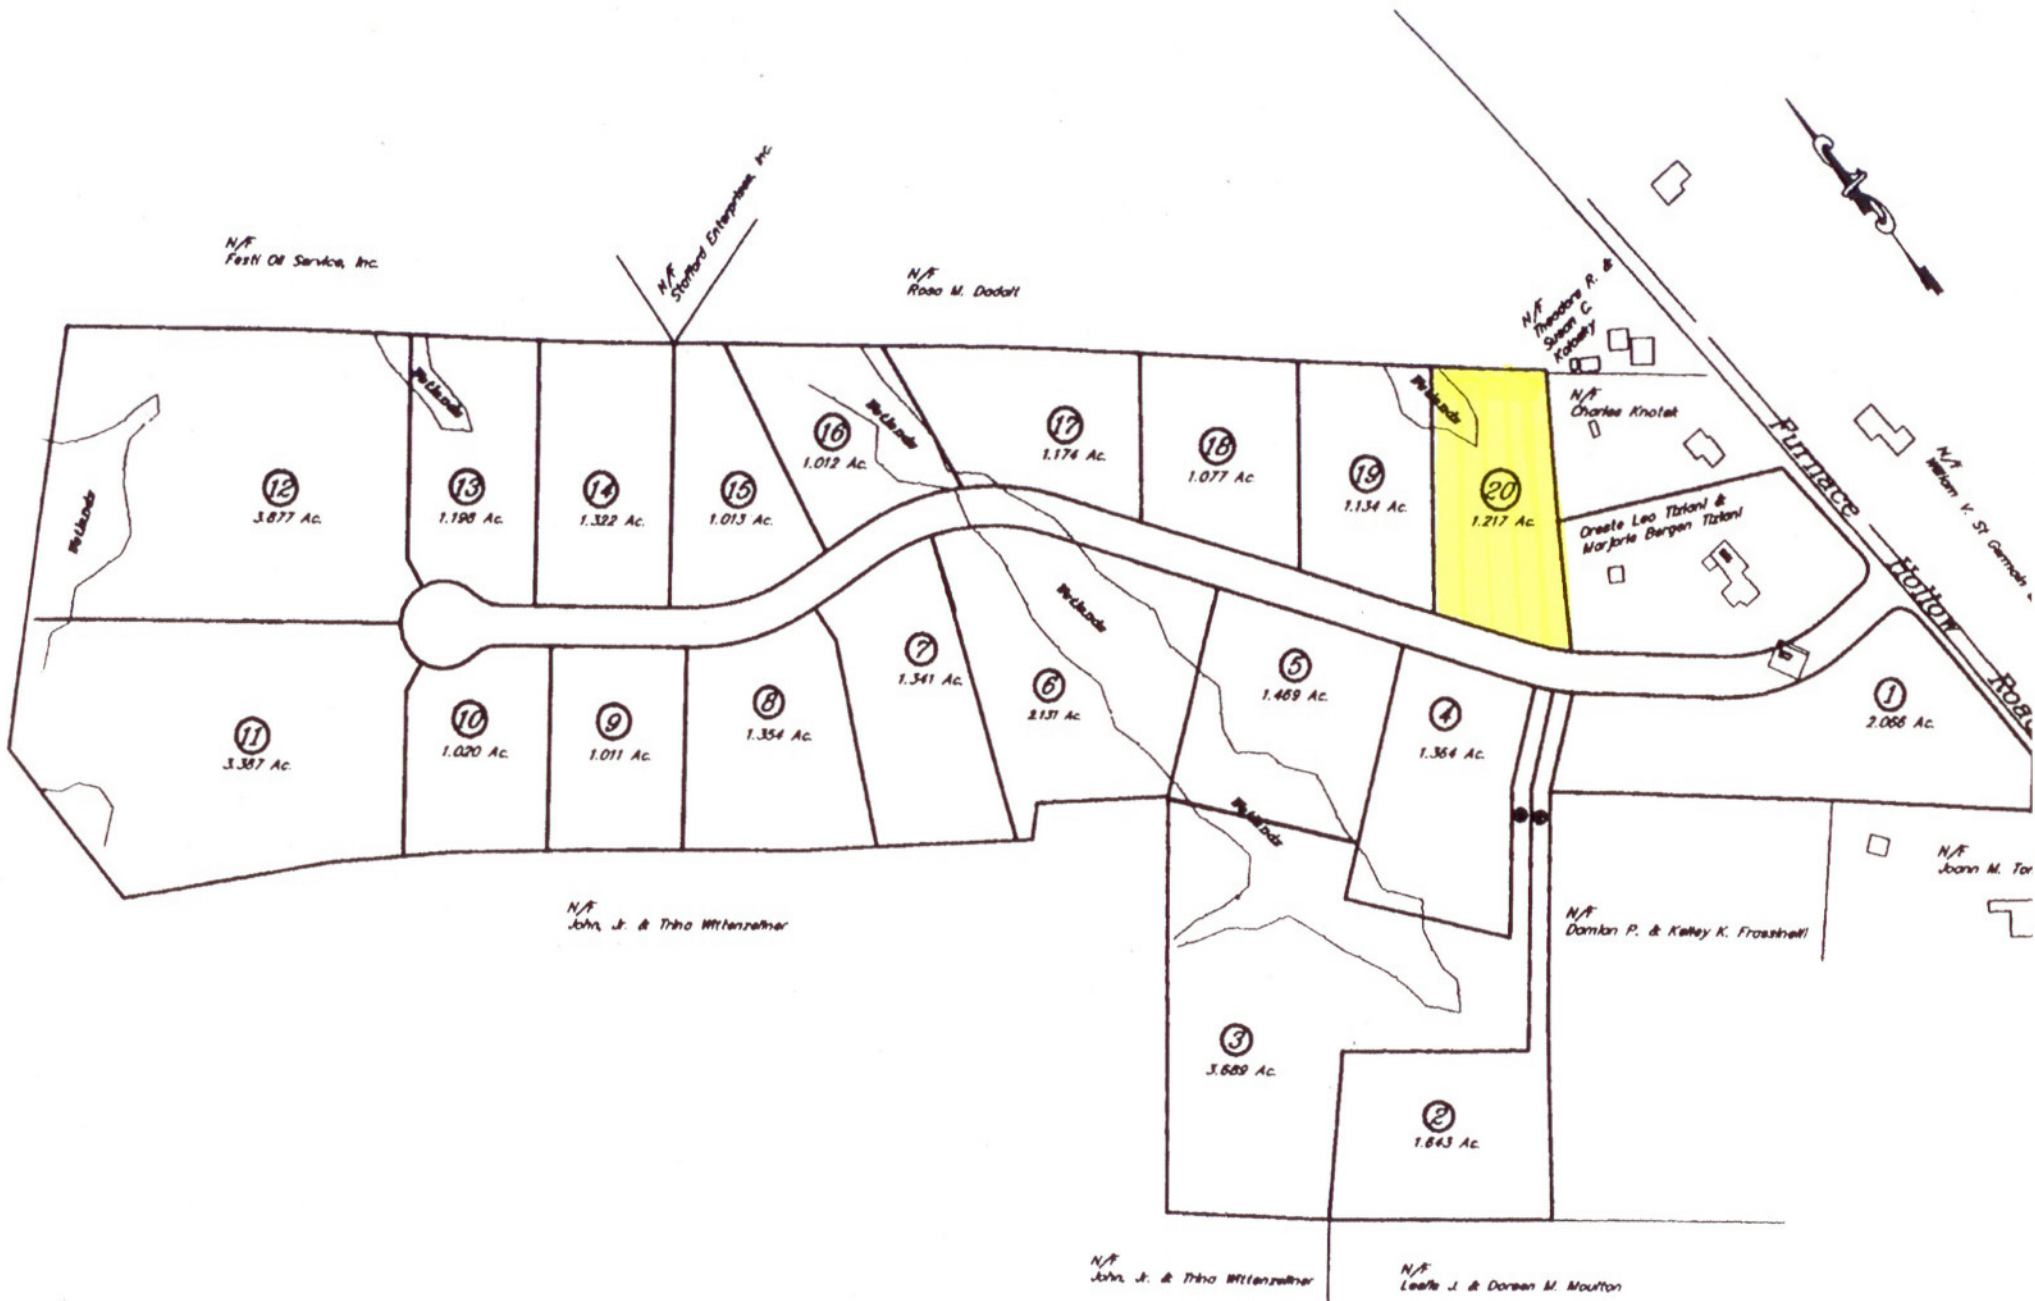 N/F
Stafford Enterprises, Inc.
N/F
Festi Oil Service, Inc.
N/F
Rosa M. Dadalt
N/F
Theodore R. &
Susan C.
N/F
Charles Knotek
Oreste Leo Tiziani &
Marjorie Bergen Tiziani
N/F
William V. St Germain
Furnace Hollow Road
Wetlands
Wetlands
Wetlands
Wetlands
Wetlands
Wetlands
12
3.877 Ac.
13
1.198 Ac.
14
1.322 Ac.
15
1.013 Ac.
16
1.012 Ac.
17
1.174 Ac.
18
1.077 Ac.
19
1.134 Ac.
20
1.217 Ac.
11
3.387 Ac.
10
1.020 Ac.
9
1.011 Ac.
8
1.354 Ac.
7
1.341 Ac.
6
2.131 Ac.
5
1.469 Ac.
4
1.364 Ac.
1
2.066 Ac.
N/F
John, Jr. & Trina Wittenzellner
N/F
Damian P. & Kelley K. Frassinelli
N/F
Joann M. Tor
3
3.689 Ac.
2
1.643 Ac.
N/F
John, Jr. & Trina Wittenzellner
N/F
Leslie J. & Doreen M. Moulton